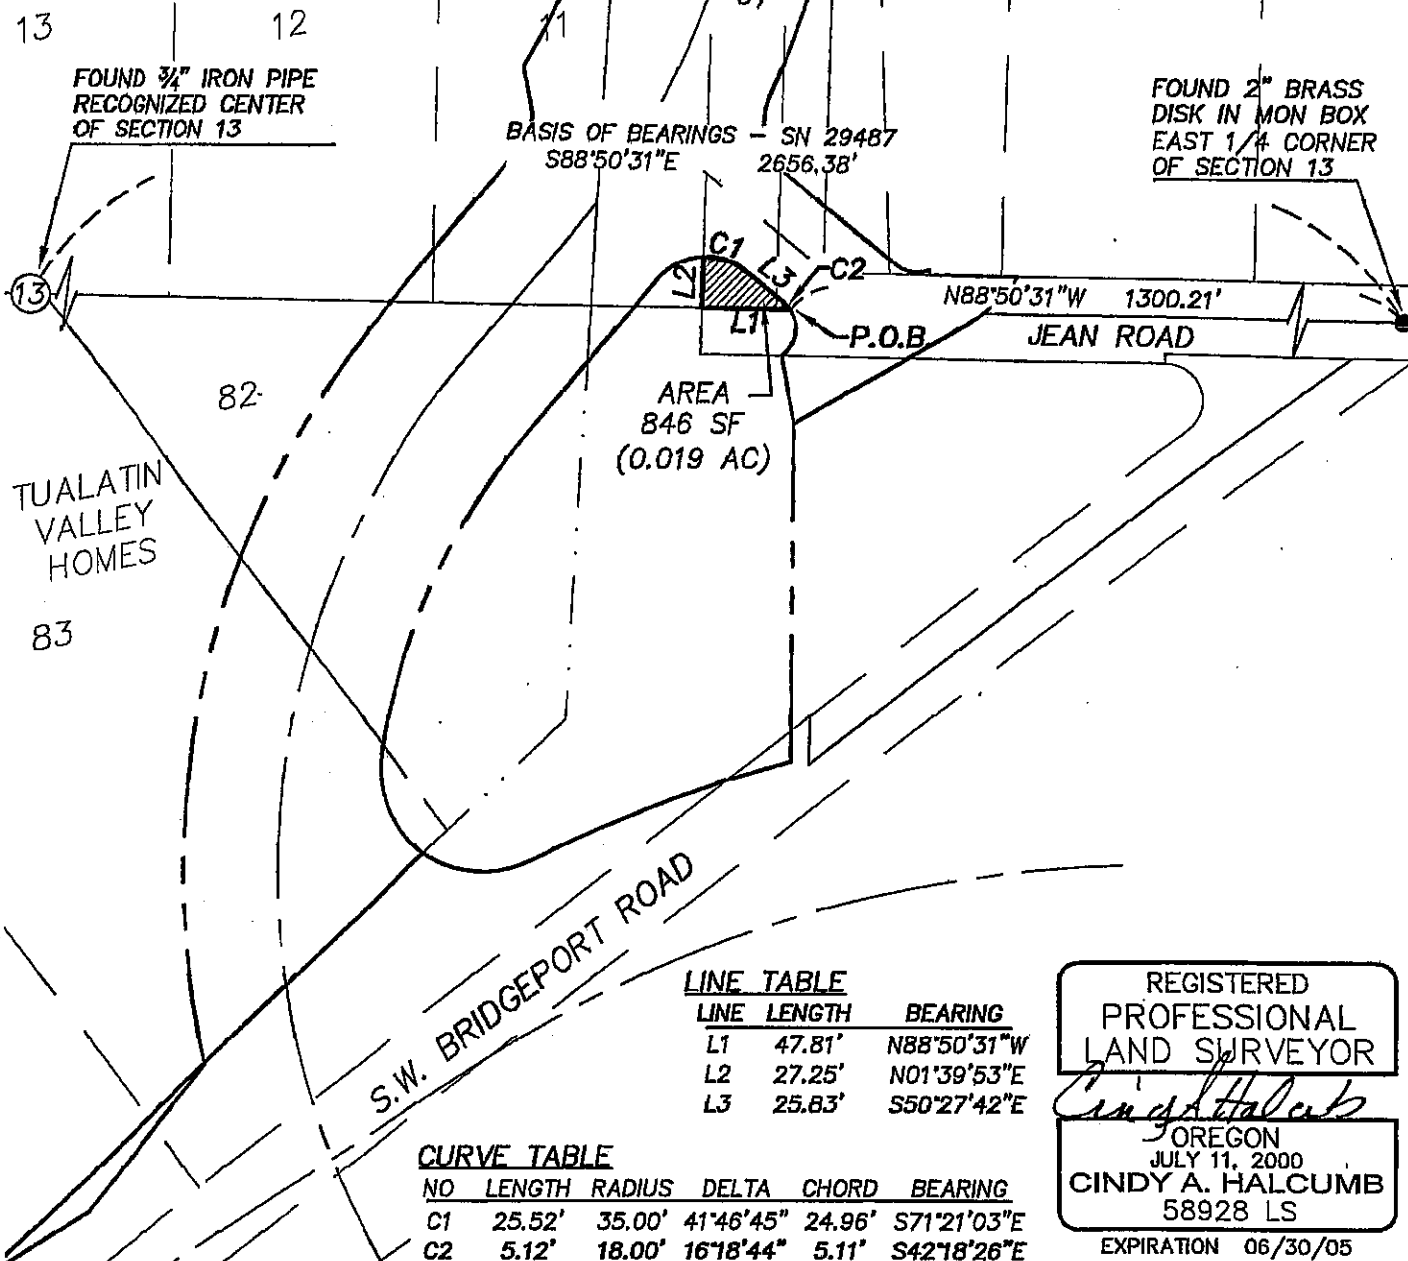 13
12
11
FOUND ¾" IRON PIPE
RECOGNIZED CENTER
OF SECTION 13
FOUND 2" BRASS
DISK IN MON BOX
EAST 1/4 CORNER
OF SECTION 13
BASIS OF BEARINGS – SN 29487
S88°50'31"E 2656.38'
C1
L2
L3
C2
13
L1
P.O.B
N88°50'31"W 1300.21'
JEAN ROAD
AREA
846 SF
(0.019 AC)
82
TUALATIN
VALLEY
HOMES
83
S.W. BRIDGEPORT ROAD
LINE TABLE
LINE LENGTH BEARING
L1 47.81' N88°50'31"W
L2 27.25' N01°39'53"E
L3 25.83' S50°27'42"E
CURVE TABLE
NO LENGTH RADIUS DELTA CHORD BEARING
C1 25.52' 35.00' 41°46'45" 24.96' S71°21'03"E
C2 5.12' 18.00' 16°18'44" 5.11' S42°18'26"E
REGISTERED
PROFESSIONAL
LAND SURVEYOR
Cindy A Halcumb
OREGON
JULY 11, 2000
CINDY A. HALCUMB
58928 LS
EXPIRATION 06/30/05